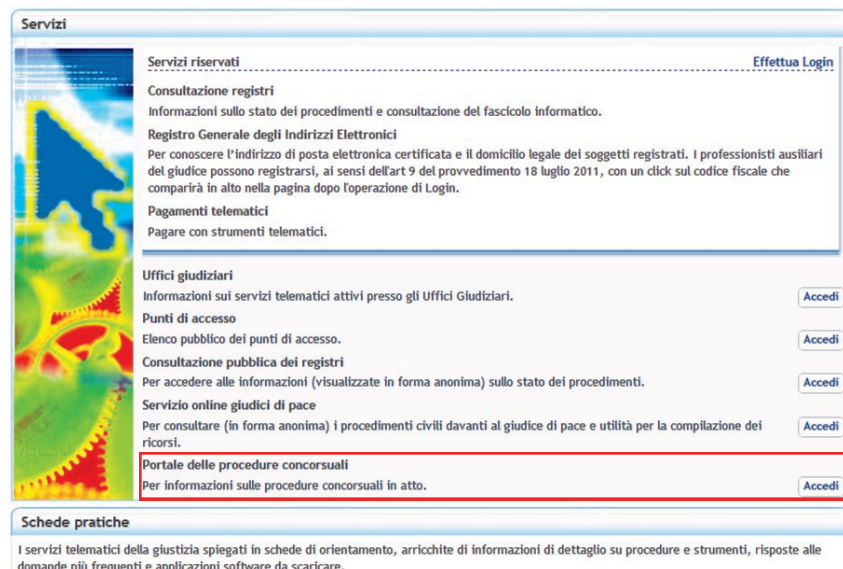 Servizi
Servizi riservati
Effettua Login
Consultazione registri
Informazioni sullo stato dei procedimenti e consultazione del fascicolo informatico.
Registro Generale degli Indirizzi Elettronici
Per conoscere l'indirizzo di posta elettronica certificata e il domicilio legale dei soggetti registrati. I professionisti ausiliari
del giudice possono registrarsi, ai sensi dell'art 9 del provvedimento 18 luglio 2011, con un click sul codice fiscale che
comparirà in alto nella pagina dopo l'operazione di Login.
Pagamenti telematici
Pagare con strumenti telematici.
Uffici giudiziari
Informazioni sui servizi telematici attivi presso gli Uffici Giudiziari.
Accedi
Punti di accesso
Elenco pubblico dei punti di accesso.
Accedi
Consultazione pubblica dei registri
Per accedere alle informazioni (visualizzate in forma anonima) sullo stato dei procedimenti.
Accedi
Servizio online giudici di pace
Per consultare (in forma anonima) i procedimenti civili davanti al giudice di pace e utilità per la compilazione dei
Accedi
ricorsi.
Portale delle procedure concorsuali
Per informazioni sulle procedure concorsuali in atto.
Accedi
Schede pratiche
I servizi telematici della giustizia spiegati in schede di orientamento, arricchite di informazioni di dettaglio su procedure e strumenti, risposte alle
domande più frequenti e applicazioni software da scaricare.